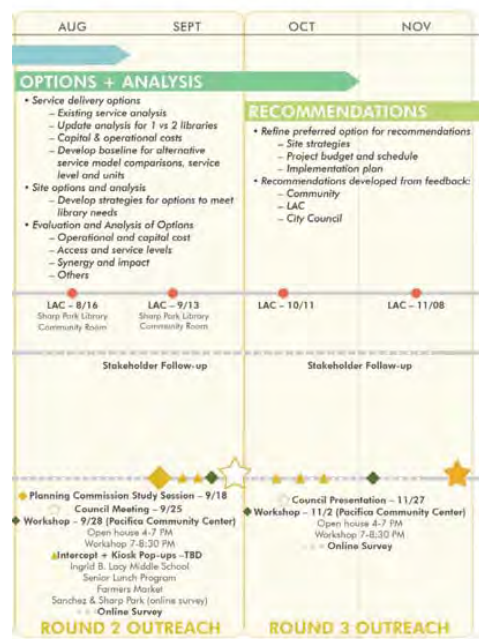 AUG SEPT OCT NOV
OPTIONS + ANALYSIS
• Service delivery options
– Existing service analysis
– Update analysis for 1 vs 2 libraries
– Capital & operational costs
– Develop baseline for alternative
service model comparisons, service
level and units
• Site options and analysis
– Develop strategies for options to meet
library needs
• Evaluation and Analysis of Options
– Operational and capital cost
– Access and service levels
– Synergy and impact
– Others
RECOMMENDATIONS
• Refine preferred option for recommendations
– Site strategies
– Project budget and schedule
– Implementation plan
• Recommendations developed from feedback:
– Community
– LAC
– City Council
LAC – 8/16
Sharp Park Library
Community Room
LAC – 9/13
Sharp Park Library
Community Room
LAC – 10/11
LAC – 11/08
Stakeholder Follow-up
Stakeholder Follow-up
Planning Commission Study Session – 9/18
Council Meeting – 9/25
Workshop – 9/28 (Pacifica Community Center)
Open house 4-7 PM
Workshop 7-8:30 PM
Intercept + Kiosk Pop-ups –TBD
Ingrid B. Lacy Middle School
Senior Lunch Program
Farmers Market
Sanchez & Sharp Park (online survey)
Online Survey
ROUND 2 OUTREACH
Council Presentation – 11/27
Workshop – 11/2 (Pacifica Community Center)
Open house 4-7 PM
Workshop 7-8:30 PM
Online Survey
ROUND 3 OUTREACH